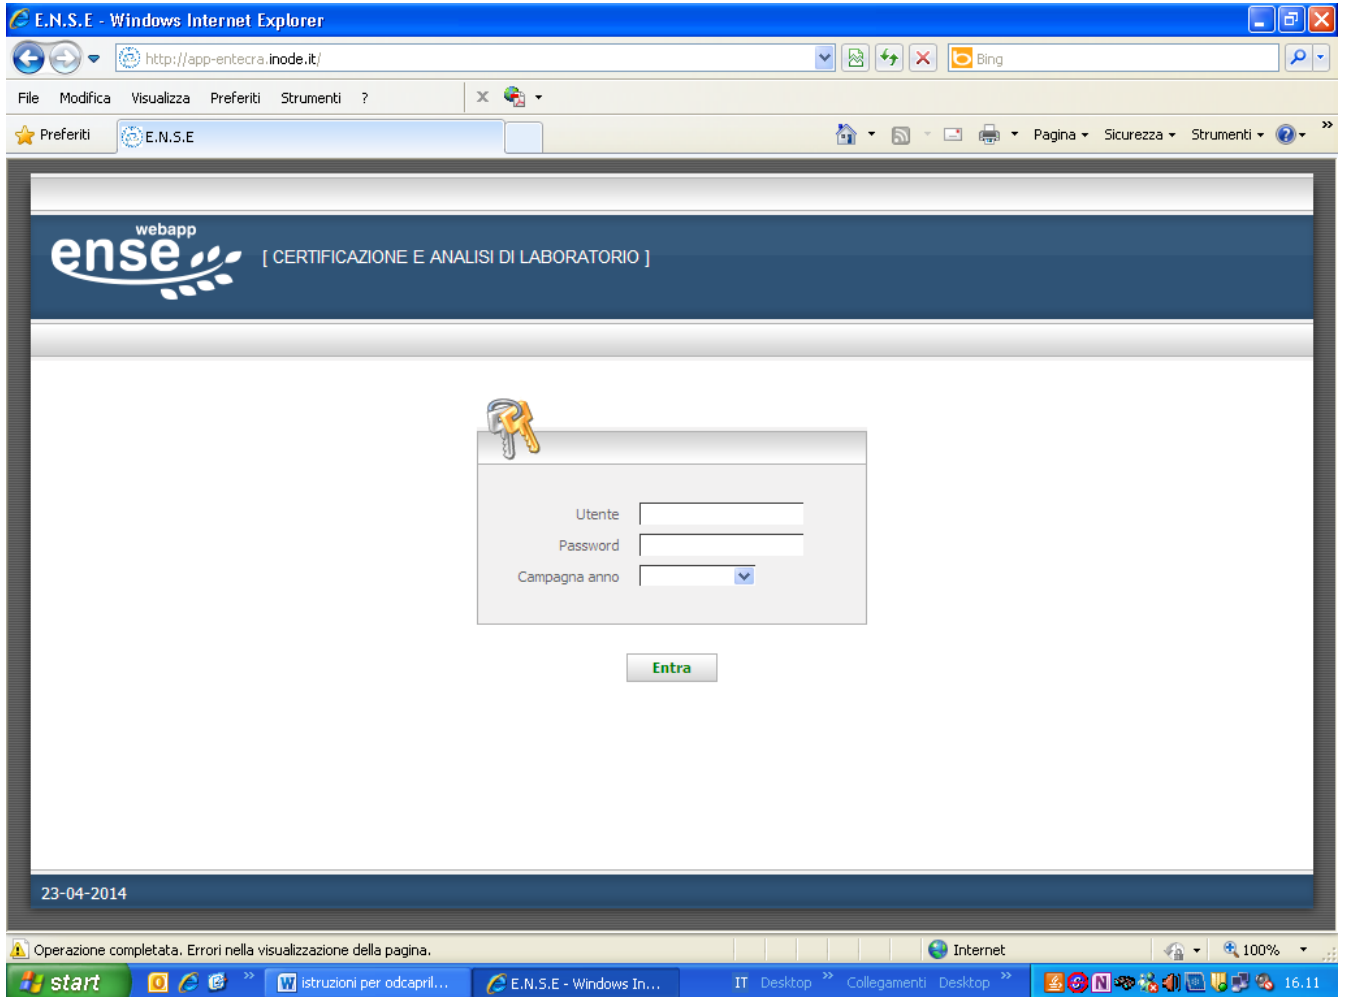 E.N.S.E - Windows Internet Explorer
http://app-entecra.inode.it/
Bing
File Modifica Visualizza Preferiti Strumenti ?
Preferiti
E.N.S.E
Pagina
Sicurezza
Strumenti
webapp
ense
[ CERTIFICAZIONE E ANALISI DI LABORATORIO ]
Utente
Password
Campagna anno
Entra
23-04-2014
Operazione completata. Errori nella visualizzazione della pagina.
Internet
100%
start
istruzioni per odcapril...
E.N.S.E - Windows In...
IT
Desktop
Collegamenti
Desktop
16.11